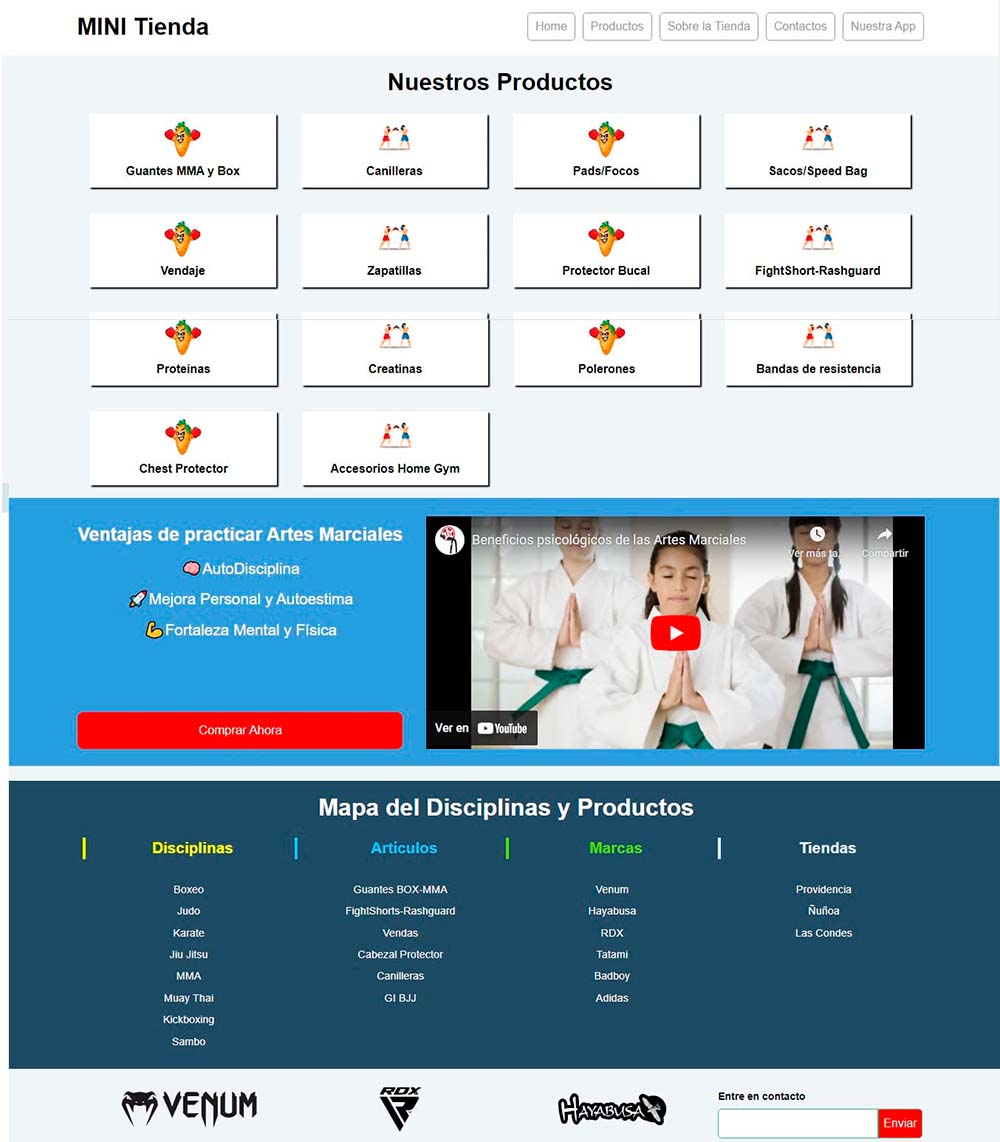 MINI Tienda
Home
Productos
Sobre la Tienda
Contactos
Nuestra App
Nuestros Productos
Guantes MMA y Box
Canilleras
Pads/Focos
Sacos/Speed Bag
Vendaje
Zapatillas
Protector Bucal
FightShort-Rashguard
Proteinas
Creatinas
Polerones
Bandas de resistencia
Chest Protector
Accesorios Home Gym
Ventajas de practicar Artes Marciales
AutoDisciplina
Mejora Personal y Autoestima
Fortaleza Mental y Física
Comprar Ahora
Beneficios psicológicos de las Artes Marciales
Ver más ta...
Compartir
Ver en YouTube
Mapa del Disciplinas y Productos
Disciplinas
Boxeo
Judo
Karate
Jiu Jitsu
MMA
Muay Thai
Kickboxing
Sambo
Artículos
Guantes BOX-MMA
FightShorts-Rashguard
Vendas
Cabezal Protector
Canilleras
GI BJJ
Marcas
Venum
Hayabusa
RDX
Tatami
Badboy
Adidas
Tiendas
Providencia
Ñuñoa
Las Condes
VENUM
RDX
HAYABUSA
Entre en contacto
Enviar